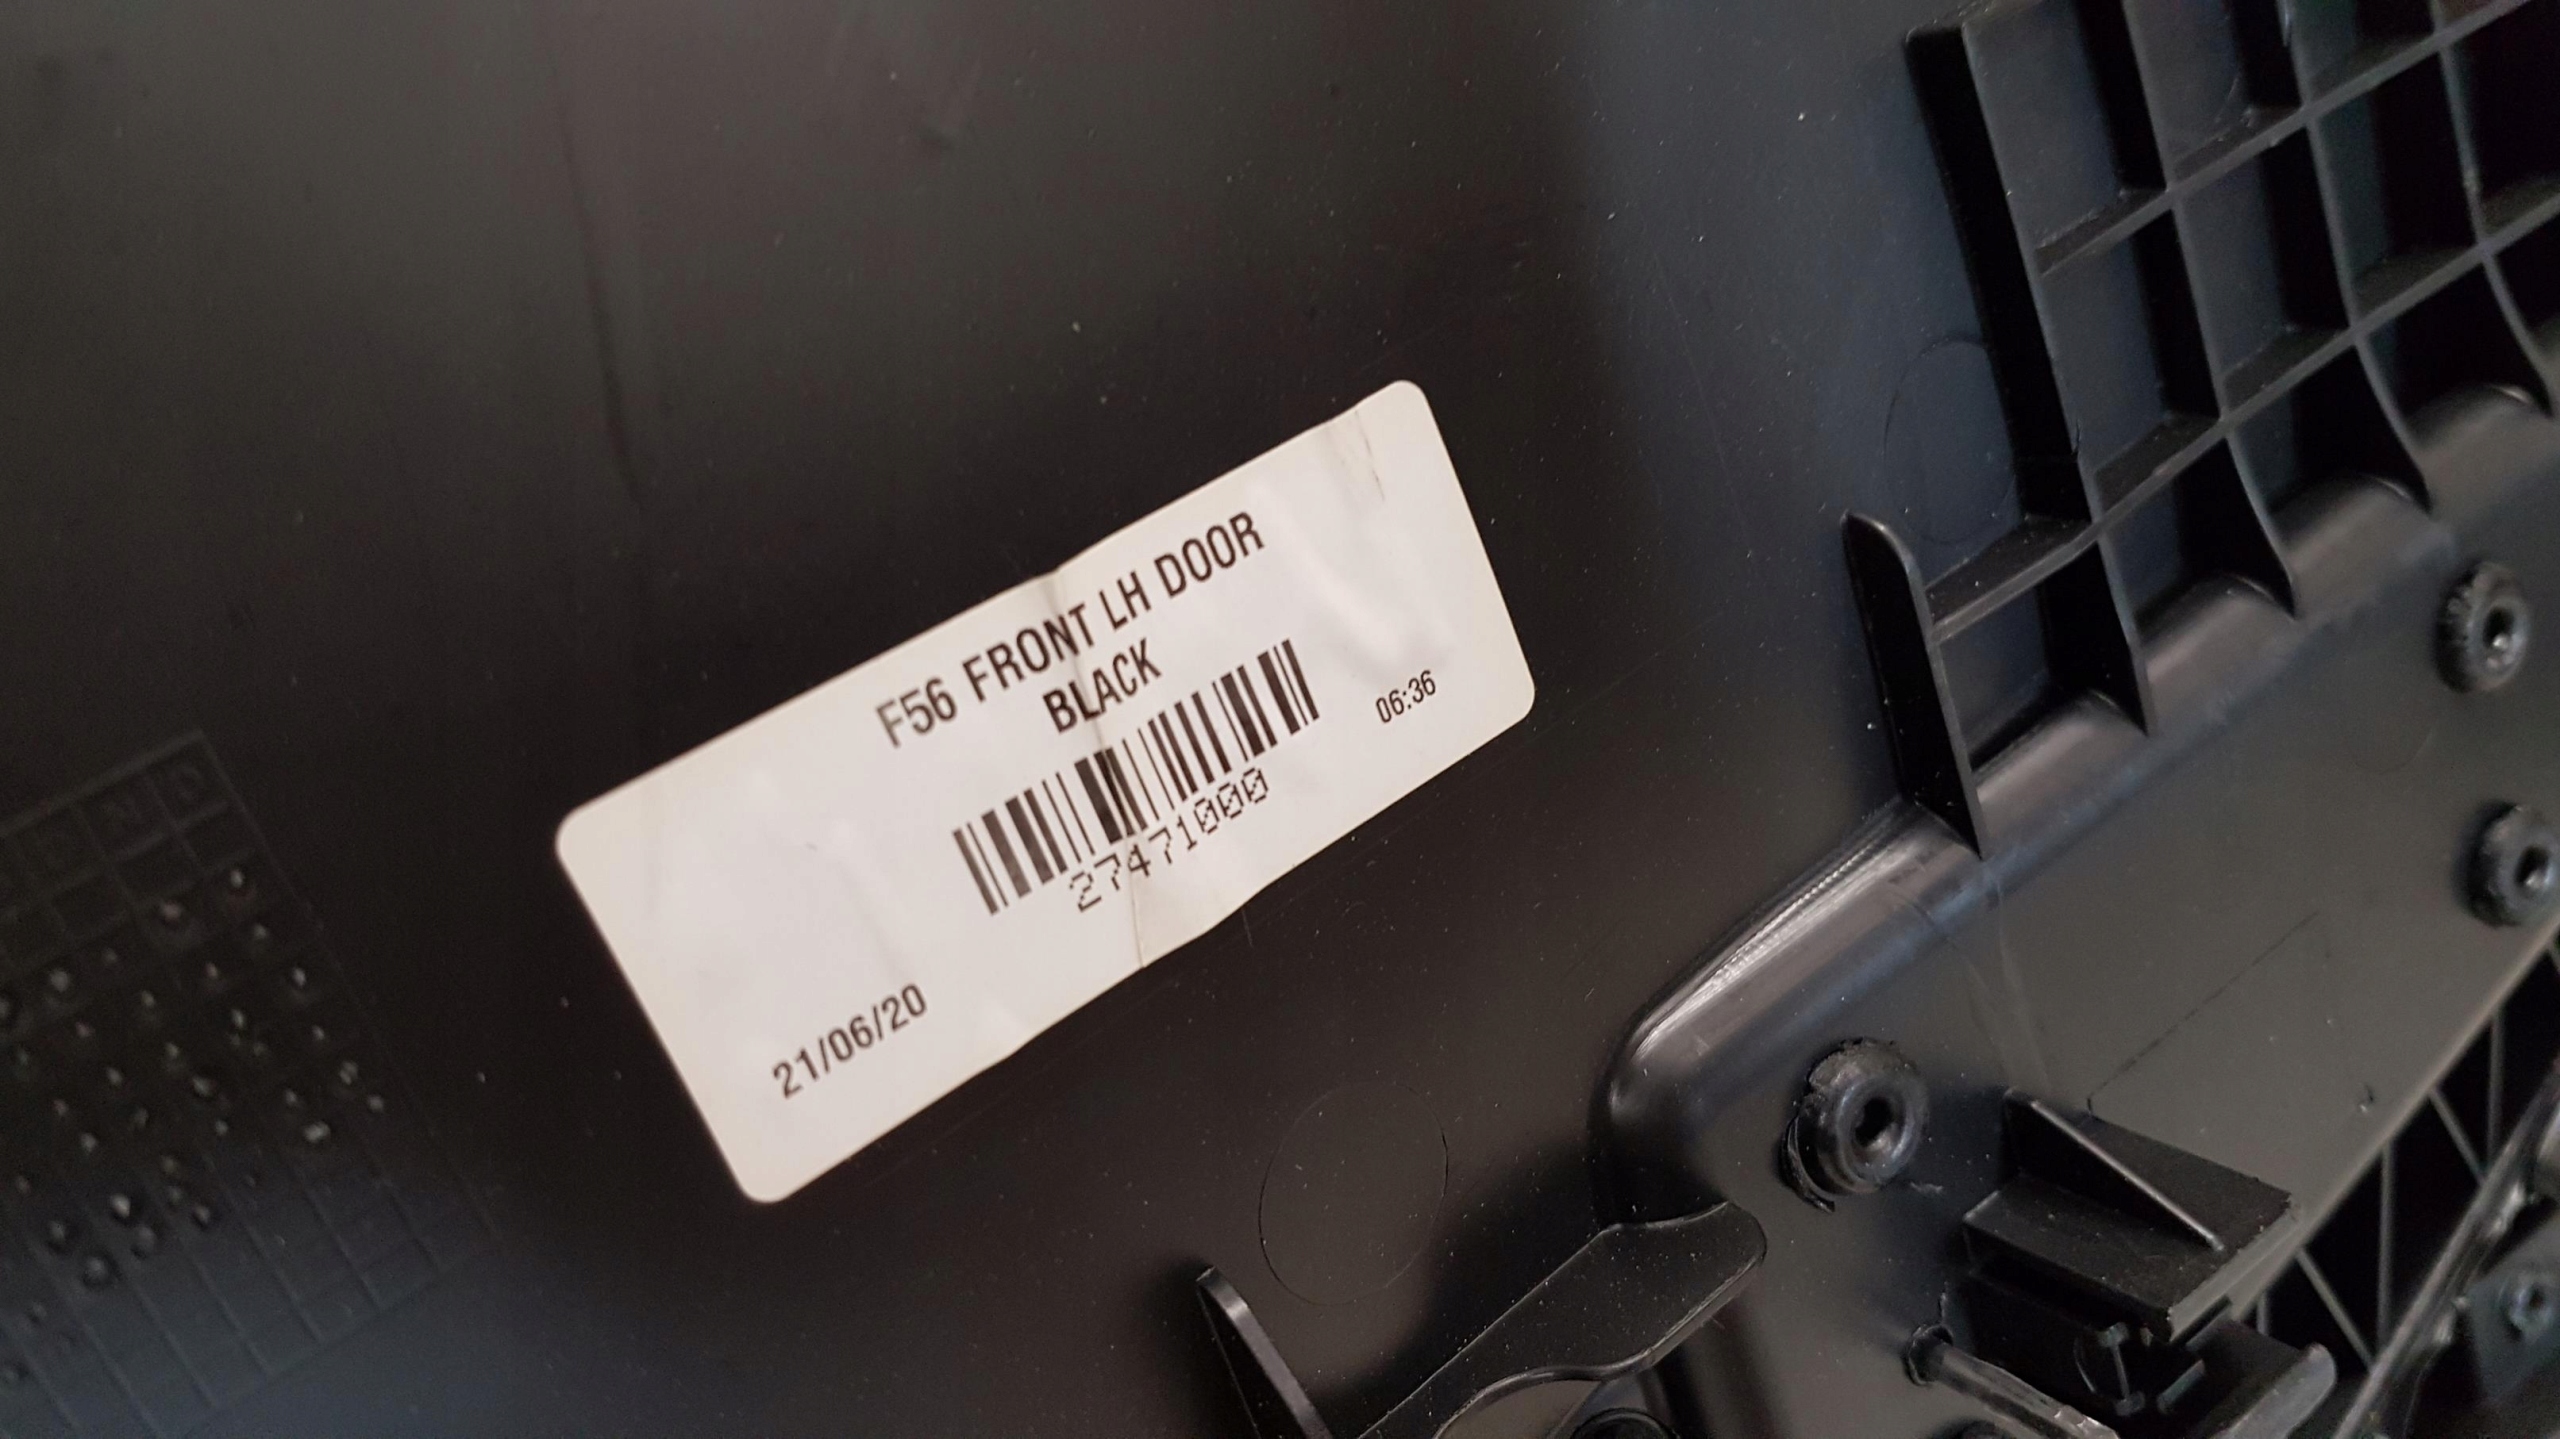 F56 FRONT LH DOOR
BLACK
27471000
06:36
21/06/20